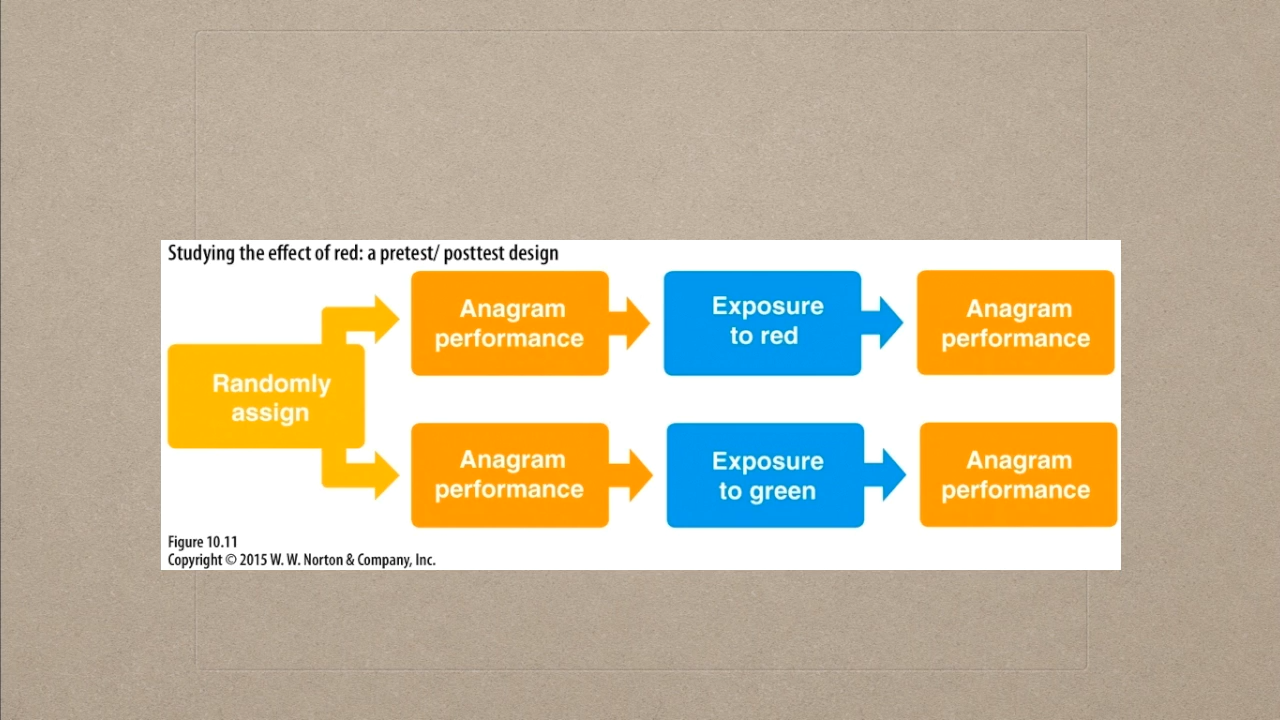 Studying the effect of red: a pretest/ posttest design
Randomly
assign
Anagram
performance
Exposure
to red
Anagram
performance
Anagram
performance
Exposure
to green
Anagram
performance
Figure 10.11
Copyright © 2015 W. W. Norton & Company, Inc.